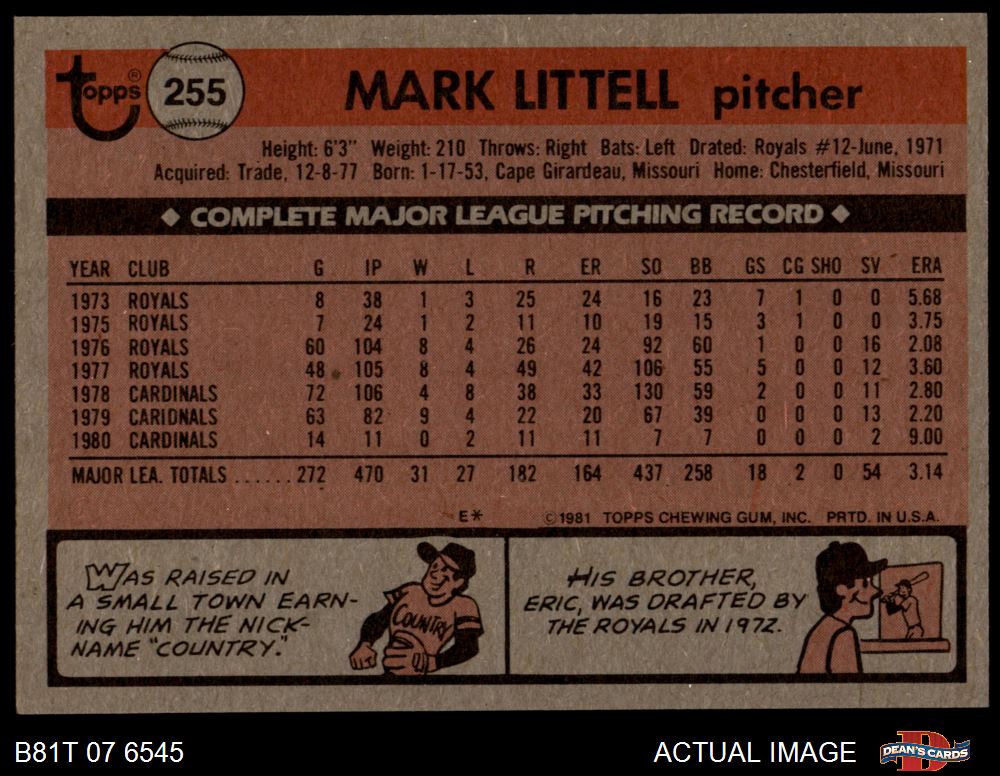 Topps® 255 MARK LITTELL pitcher
Height: 6'3" Weight: 210 Throws: Right Bats: Left Drated: Royals #12-June, 1971
Acquired: Trade, 12-8-77 Born: 1-17-53, Cape Girardeau, Missouri Home: Chesterfield, Missouri
◆ COMPLETE MAJOR LEAGUE PITCHING RECORD ◆
YEAR CLUB G IP W L R ER SO BB GS CG SHO SV ERA
1973 ROYALS 8 38 1 3 25 24 16 23 7 1 0 0 5.68
1975 ROYALS 7 24 1 2 11 10 19 15 3 1 0 0 3.75
1976 ROYALS 60 104 8 4 26 24 92 60 1 0 0 16 2.08
1977 ROYALS 48 105 8 4 49 42 106 55 5 0 0 12 3.60
1978 CARDINALS 72 106 4 8 38 33 130 59 2 0 0 11 2.80
1979 CARIDNALS 63 82 9 4 22 20 67 39 0 0 0 13 2.20
1980 CARDINALS 14 11 0 2 11 11 7 7 0 0 0 2 9.00
MAJOR LEA. TOTALS ......272 470 31 27 182 164 437 258 18 2 0 54 3.14
E* ©1981 TOPPS CHEWING GUM, INC. PRTD. IN U.S.A.
WAS RAISED IN
A SMALL TOWN EARN-
ING HIM THE NICK-
NAME "COUNTRY."
COUNTRY
HIS BROTHER,
ERIC, WAS DRAFTED BY
THE ROYALS IN 1972.
B81T 07 6545 ACTUAL IMAGE DEAN'S CARDS